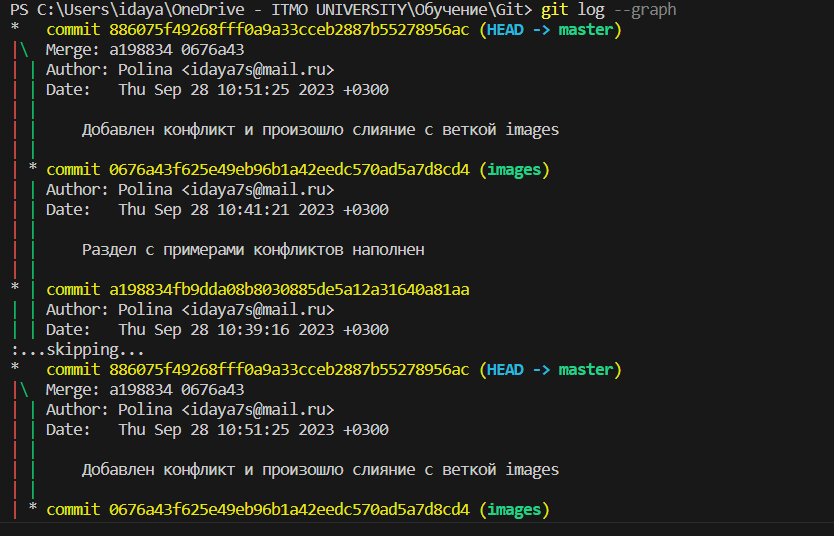 PS C:\Users\idaya\OneDrive - ITMO UNIVERSITY\Обучение\Git> git log --graph
*   commit 886075f49268fff0a9a33cceb2887b55278956ac (HEAD -> master)
|\  Merge: a198834 0676a43
| | Author: Polina <idaya7s@mail.ru>
| | Date:   Thu Sep 28 10:51:25 2023 +0300
| |
| |     Добавлен конфликт и произошло слияние с веткой images
| |
| * commit 0676a43f625e49eb96b1a42eedc570ad5a7d8cd4 (images)
| | Author: Polina <idaya7s@mail.ru>
| | Date:   Thu Sep 28 10:41:21 2023 +0300
| |
| |     Раздел с примерами конфликтов наполнен
| |
* | commit a198834fb9dda08b8030885de5a12a31640a81aa
| | Author: Polina <idaya7s@mail.ru>
| | Date:   Thu Sep 28 10:39:16 2023 +0300
:...skipping...
*   commit 886075f49268fff0a9a33cceb2887b55278956ac (HEAD -> master)
|\  Merge: a198834 0676a43
| | Author: Polina <idaya7s@mail.ru>
| | Date:   Thu Sep 28 10:51:25 2023 +0300
| |
| |     Добавлен конфликт и произошло слияние с веткой images
| |
| * commit 0676a43f625e49eb96b1a42eedc570ad5a7d8cd4 (images)